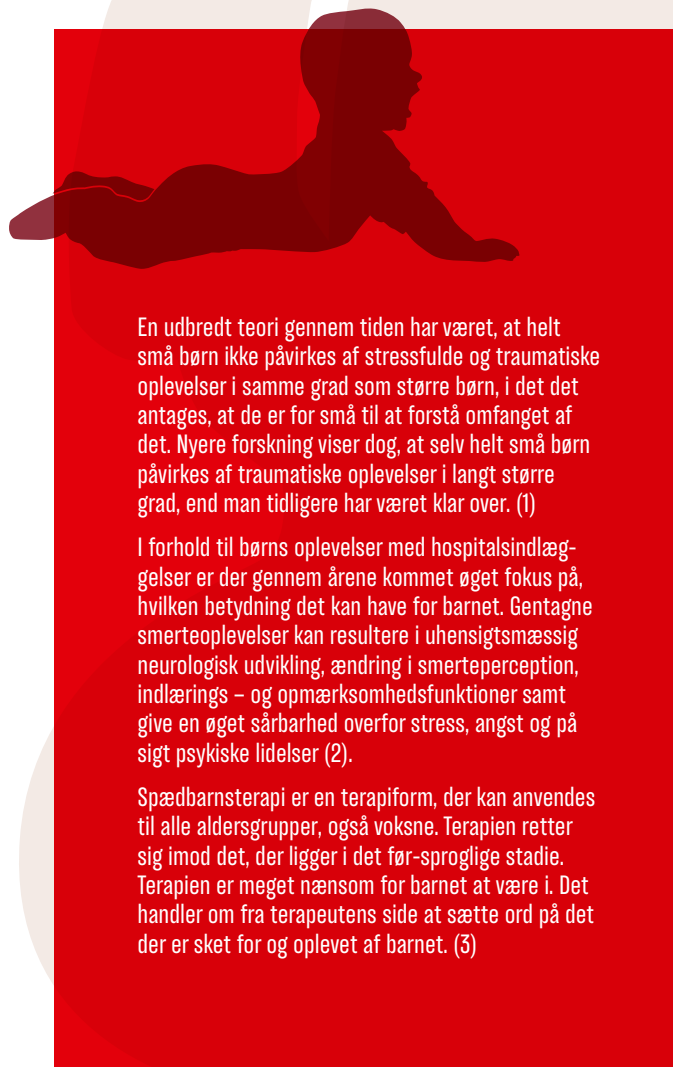 En udbredt teori gennem tiden har været, at helt
små børn ikke påvirkes af stressfulde og traumatiske
oplevelser i samme grad som større børn, i det det
antages, at de er for små til at forstå omfanget af
det. Nyere forskning viser dog, at selv helt små børn
påvirkes af traumatiske oplevelser i langt større
grad, end man tidligere har været klar over. (1)
I forhold til børns oplevelser med hospitalsindlæg-
gelser er der gennem årene kommet øget fokus på,
hvilken betydning det kan have for barnet. Gentagne
smerteoplevelser kan resultere i uhensigtsmæssig
neurologisk udvikling, ændring i smerteperception,
indlærings – og opmærksomhedsfunktioner samt
give en øget sårbarhed overfor stress, angst og på
sigt psykiske lidelser (2).
Spædbarnsterapi er en terapiform, der kan anvendes
til alle aldersgrupper, også voksne. Terapien retter
sig imod det, der ligger i det før-sproglige stadie.
Terapien er meget nænsom for barnet at være i. Det
handler om fra terapeutens side at sætte ord på det
der er sket for og oplevet af barnet. (3)